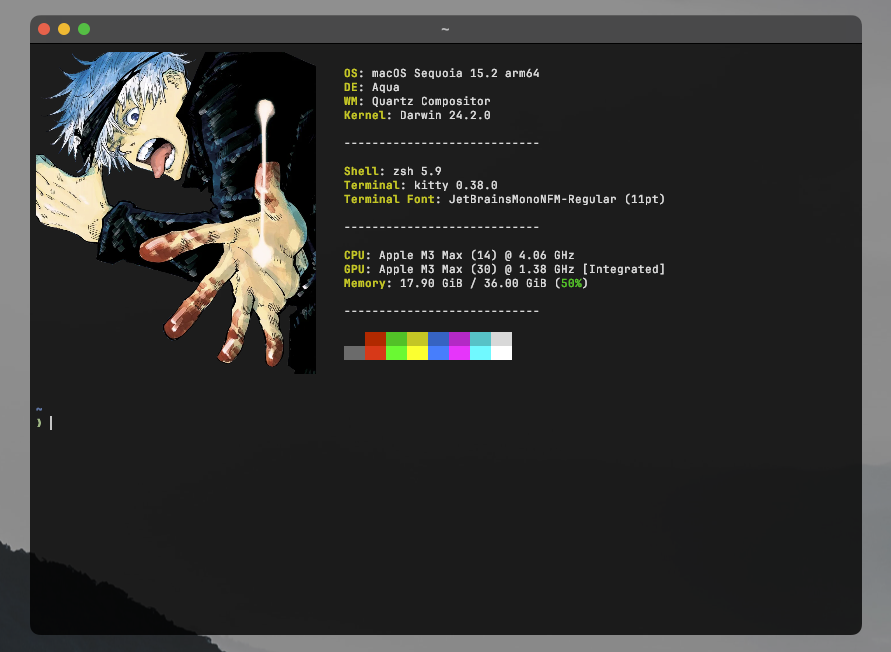 ~
OS: macOS Sequoia 15.2 arm64
DE: Aqua
WM: Quartz Compositor
Kernel: Darwin 24.2.0
----------------------------
Shell: zsh 5.9
Terminal: kitty 0.38.0
Terminal Font: JetBrainsMonoNFM-Regular (11pt)
----------------------------
CPU: Apple M3 Max (14) @ 4.06 GHz
GPU: Apple M3 Max (30) @ 1.38 GHz [Integrated]
Memory: 17.90 GiB / 36.00 GiB (50%)
----------------------------
~
❯